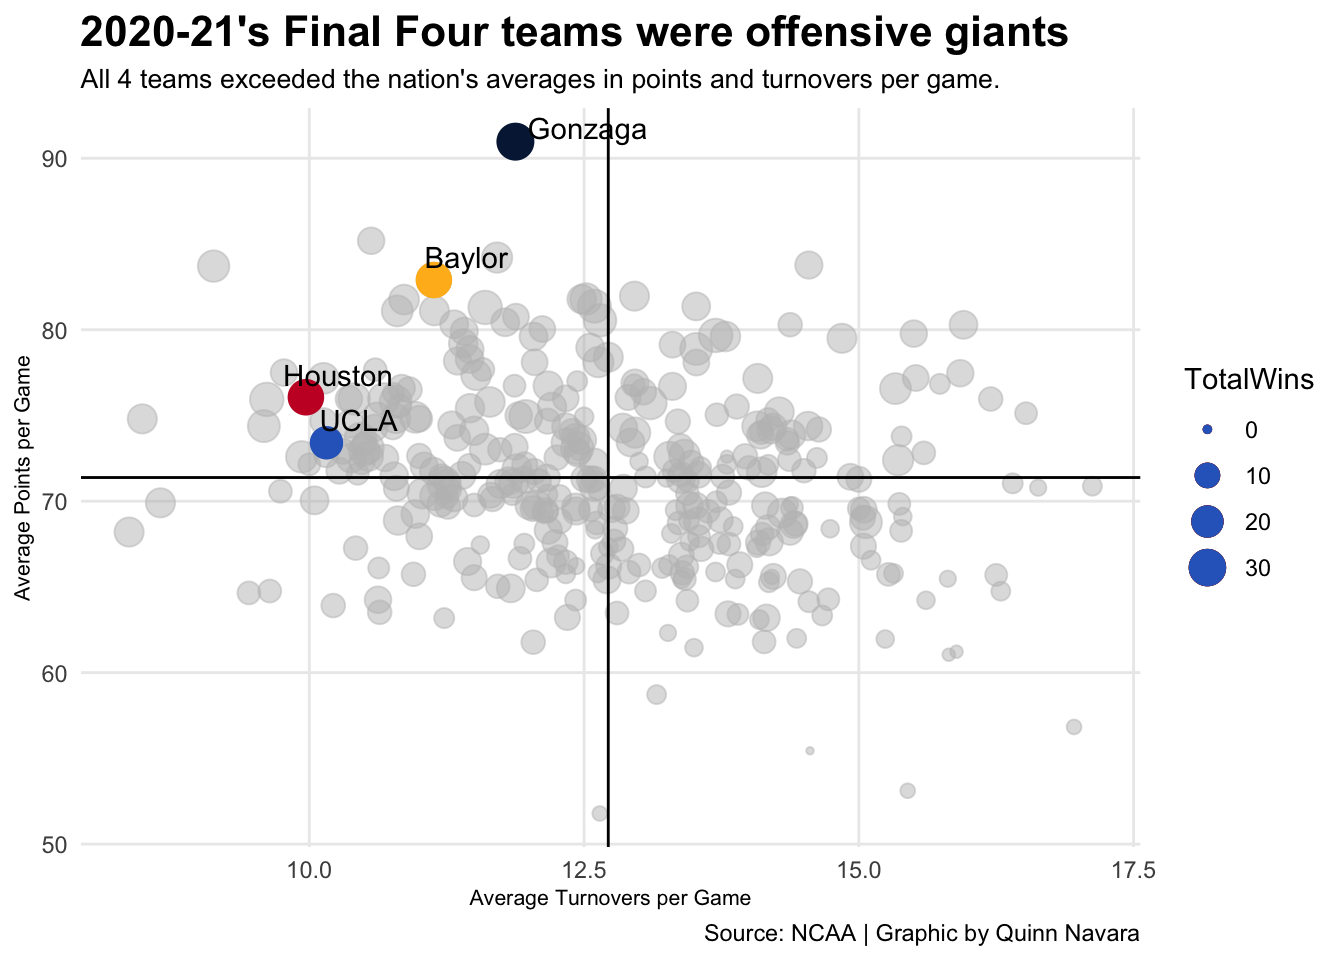 2020-21's Final Four teams were offensive giants
All 4 teams exceeded the nation's averages in points and turnovers per game.
Gonzaga
90
Baylor
80
Houston
UCLA
70
60
50
Average Points per Game
10.0 12.5 15.0 17.5
Average Turnovers per Game
TotalWins
0
10
20
30
Source: NCAA | Graphic by Quinn Navara